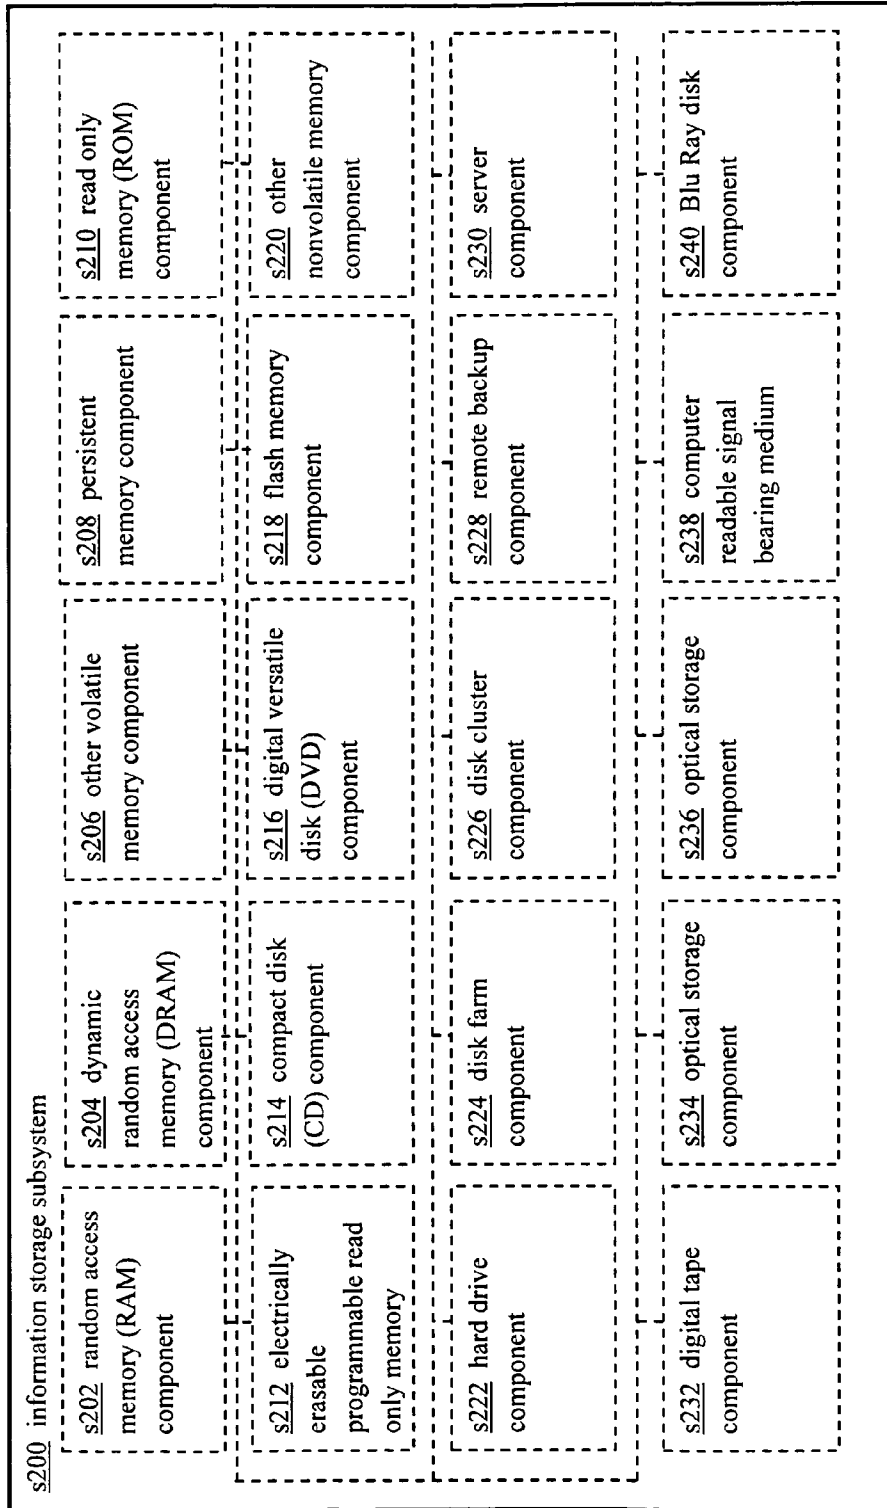 s200 information storage subsystem
s202 random access
memory (RAM)
component
s204 dynamic
random access
memory (DRAM)
component
s206 other volatile
memory component
s208 persistent
memory component
s210 read only
memory (ROM)
component
s212 electrically
erasable
programmable read
only memory
s214 compact disk
(CD) component
s216 digital versatile
disk (DVD)
component
s218 flash memory
component
s220 other
nonvolatile memory
component
s222 hard drive
component
s224 disk farm
component
s226 disk cluster
component
s228 remote backup
component
s230 server
component
s232 digital tape
component
s234 optical storage
component
s236 optical storage
component
s238 computer
readable signal
bearing medium
s240 Blu Ray disk
component